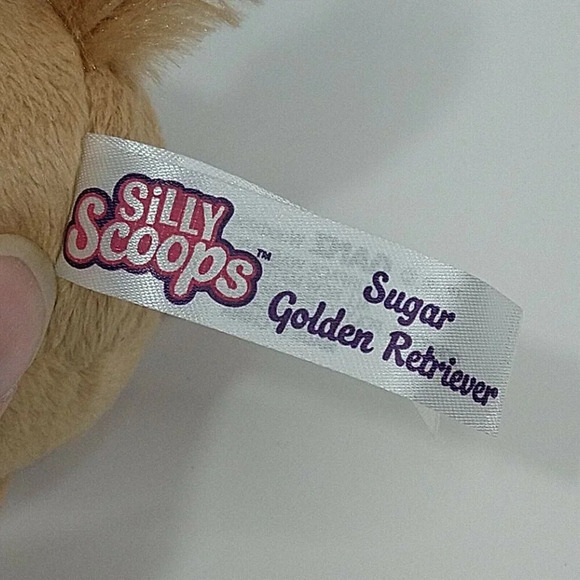 SiLLY
Scoops™
Sugar
Golden Retriever